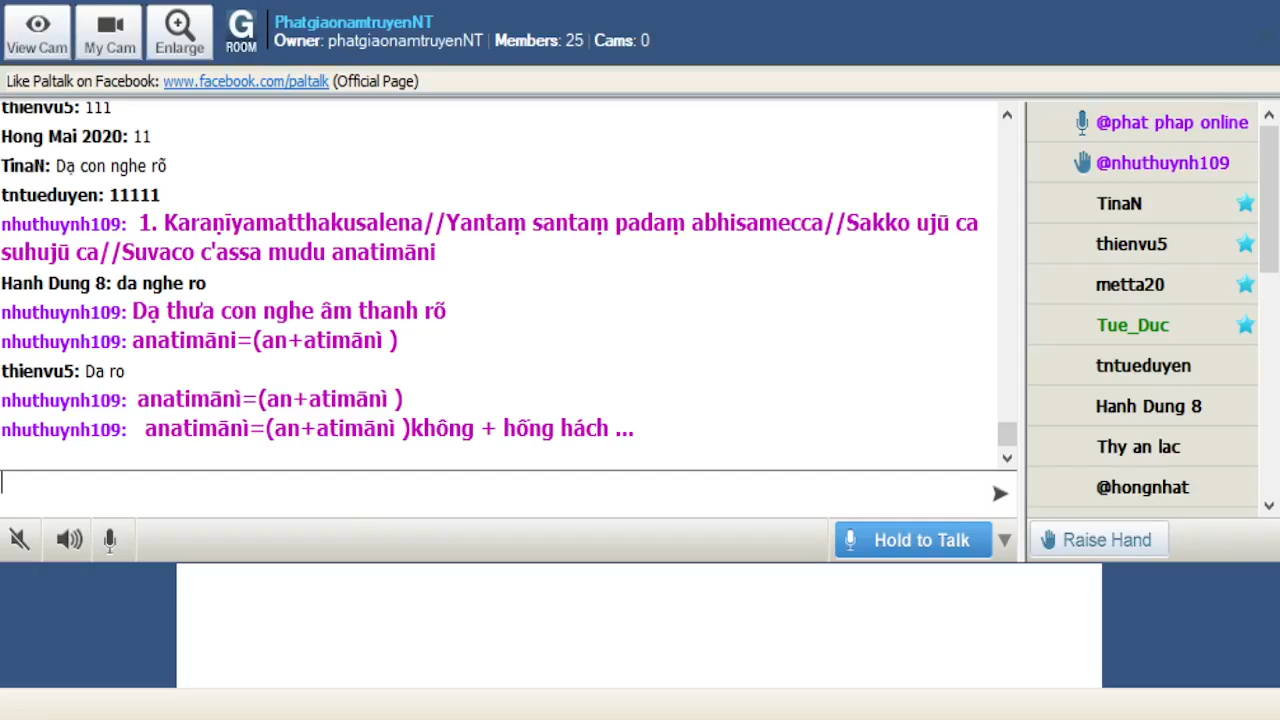 View Cam
My Cam
Enlarge
G
ROOM
PhatgiaonamtruyenNT
Owner: phatgiaonamtruyenNT | Members: 25 | Cams: 0
Like Paltalk on Facebook: www.facebook.com/paltalk (Official Page)
thienvu5: 111
Hong Mai 2020: 11
TinaN: Dạ con nghe rõ
tntueduyen: 11111
nhuthuynh109: 1. Karaṇīyamatthakusalena//Yantaṃ santaṃ padaṃ abhisamecca//Sakko ujū ca
suhujū ca//Suvaco c'assa mudu anatimāni
Hanh Dung 8: da nghe ro
nhuthuynh109: Dạ thưa con nghe âm thanh rõ
nhuthuynh109: anatimāni=(an+atimānì )
thienvu5: Da ro
nhuthuynh109: anatimānì=(an+atimānì )
nhuthuynh109: anatimānì=(an+atimānì )không + hống hách ...
Hold to Talk
@phat phap online
@nhuthuynh109
TinaN
thienvu5
metta20
Tue_Duc
tntueduyen
Hanh Dung 8
Thy an lac
@hongnhat
Raise Hand